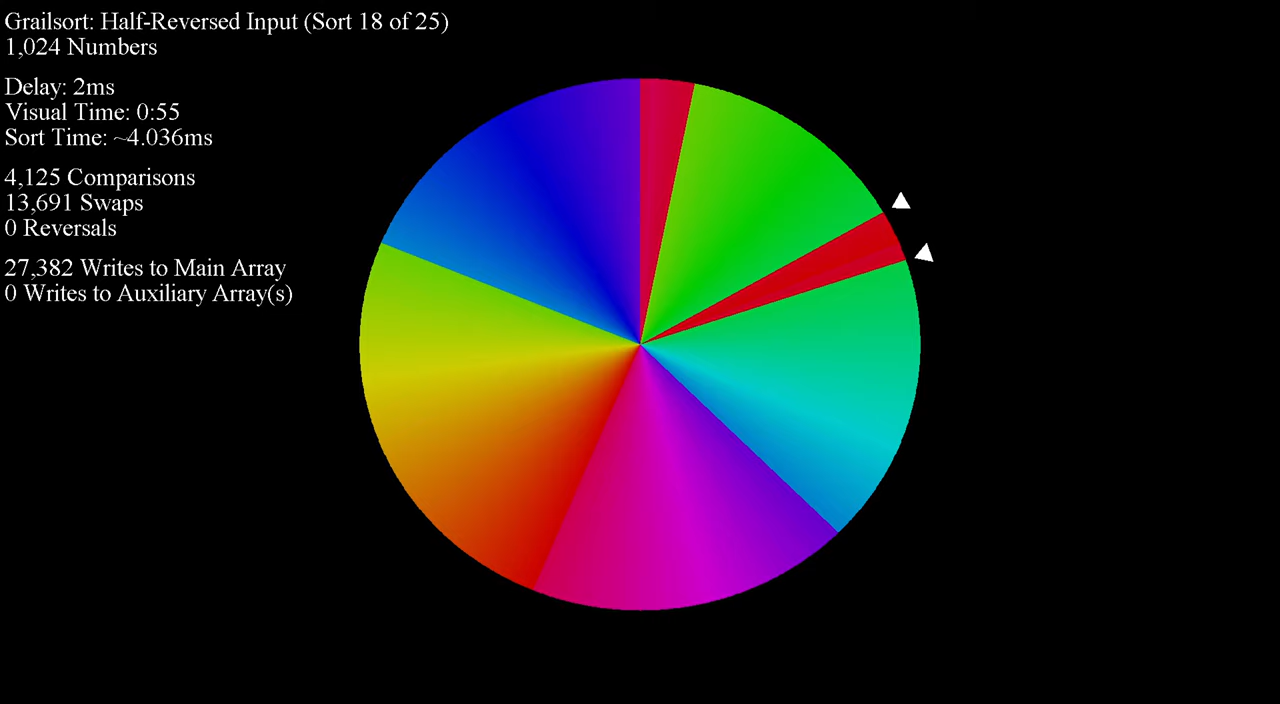 Grailsort: Half-Reversed Input (Sort 18 of 25)
1,024 Numbers
Delay: 2ms
Visual Time: 0:55
Sort Time: ~4.036ms
4,125 Comparisons
13,691 Swaps
0 Reversals
27,382 Writes to Main Array
0 Writes to Auxiliary Array(s)